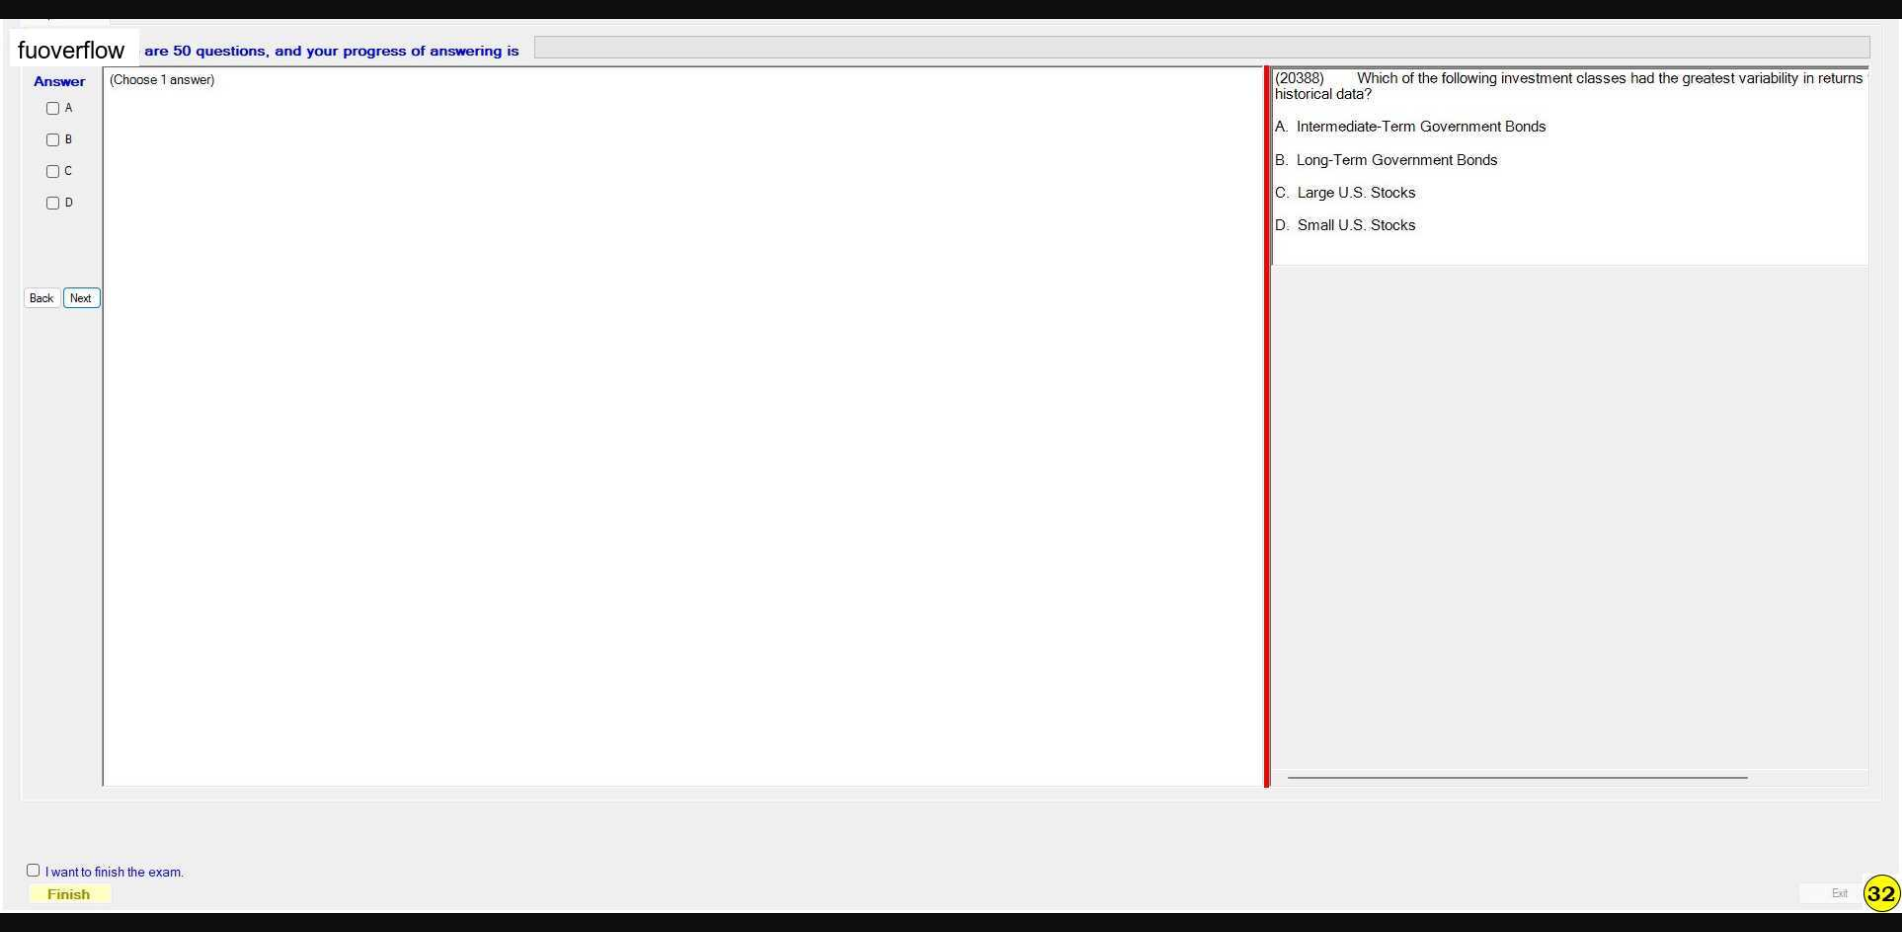 fuoverflow are 50 questions, and your progress of answering is
Answer
(Choose 1 answer)
A
B
C
D
Back Next
(20388) Which of the following investment classes had the greatest variability in returns
historical data?
A. Intermediate-Term Government Bonds
B. Long-Term Government Bonds
C. Large U.S. Stocks
D. Small U.S. Stocks
I want to finish the exam.
Finish
Exit 32